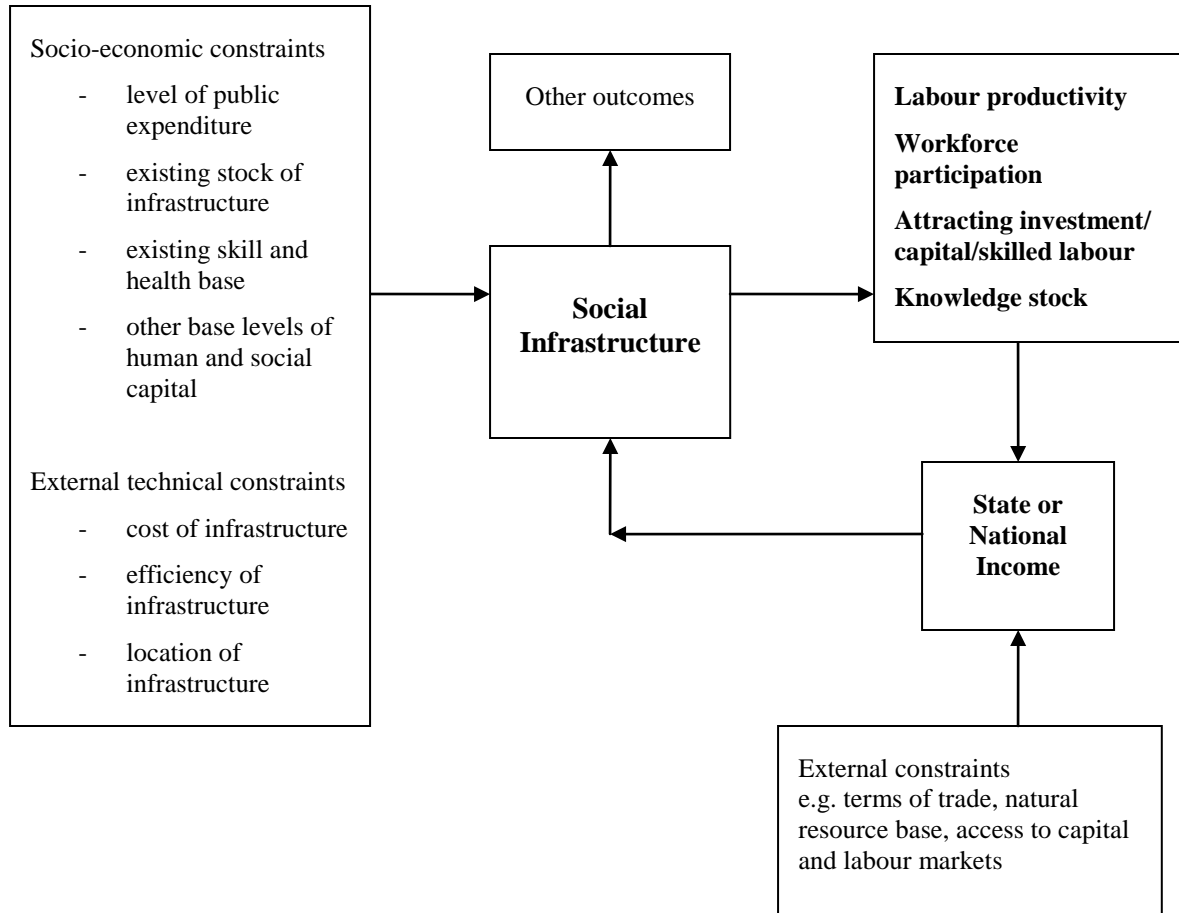 Socio-economic constraints
- level of public
expenditure
- existing stock of
infrastructure
- existing skill and
health base
- other base levels of
human and social
capital
External technical constraints
- cost of infrastructure
- efficiency of
infrastructure
- location of
infrastructure
Other outcomes
Social
Infrastructure
Labour productivity
Workforce
participation
Attracting investment/
capital/skilled labour
Knowledge stock
State or
National
Income
External constraints
e.g. terms of trade, natural
resource base, access to capital
and labour markets